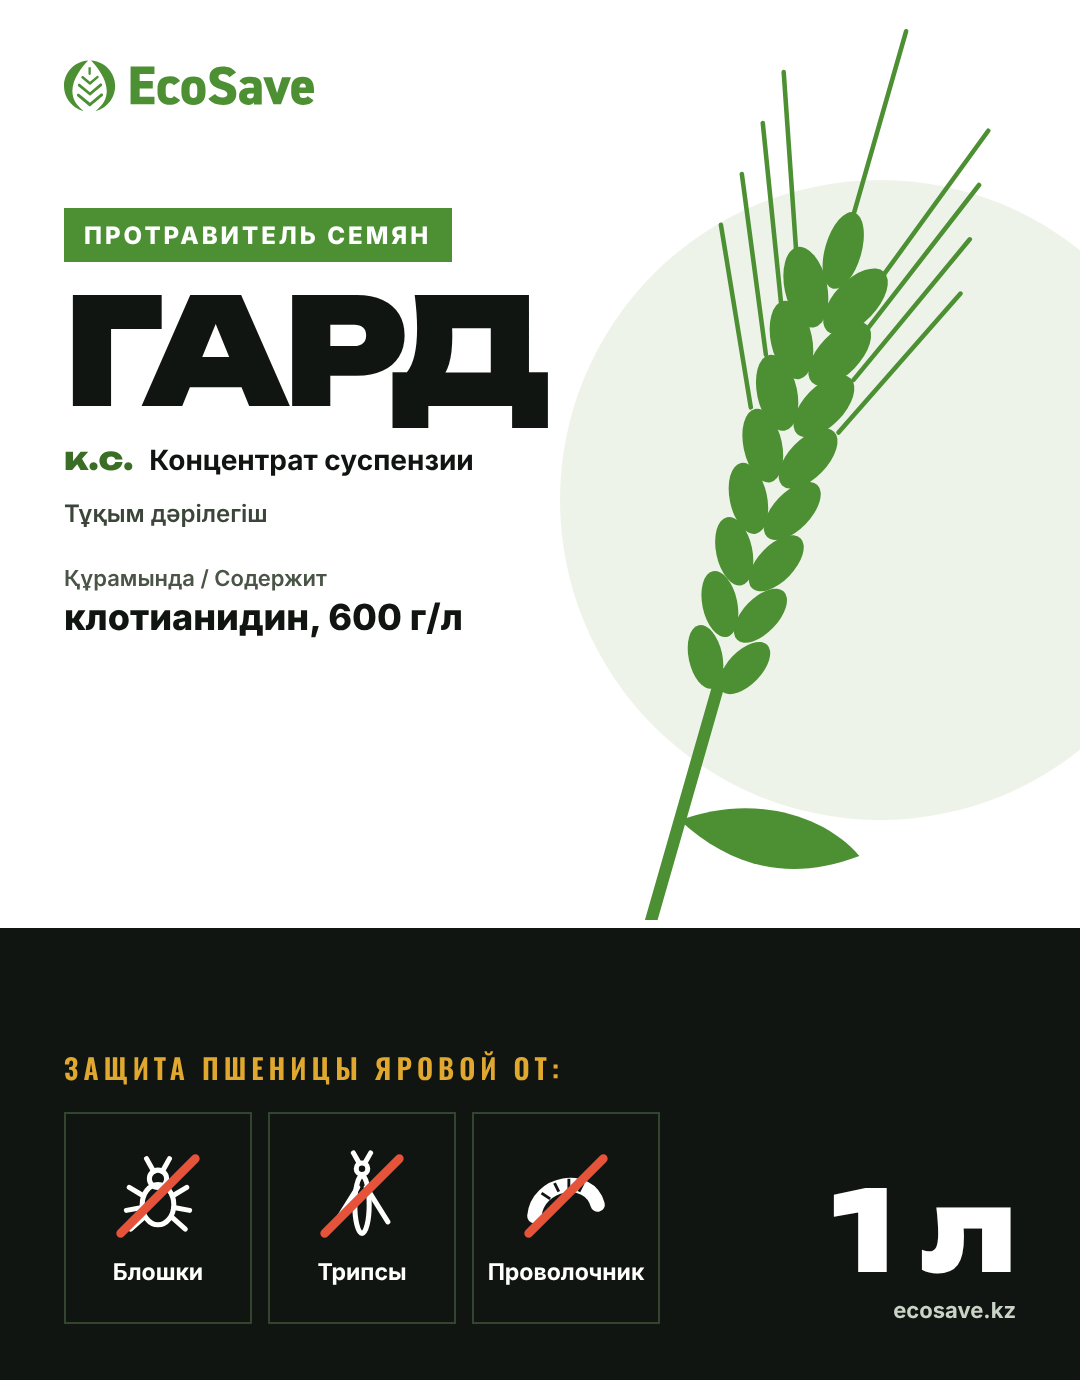 EcoSave
ПРОТРАВИТЕЛЬ СЕМЯН
ГАРД
к.с. Концентрат суспензии
Тұқым дәрілегіш
Құрамында / Содержит
клотианидин, 600 г/л
ЗАЩИТА ПШЕНИЦЫ ЯРОВОЙ ОТ:
Блошки
Трипсы
Проволочник
1 л
ecosave.kz